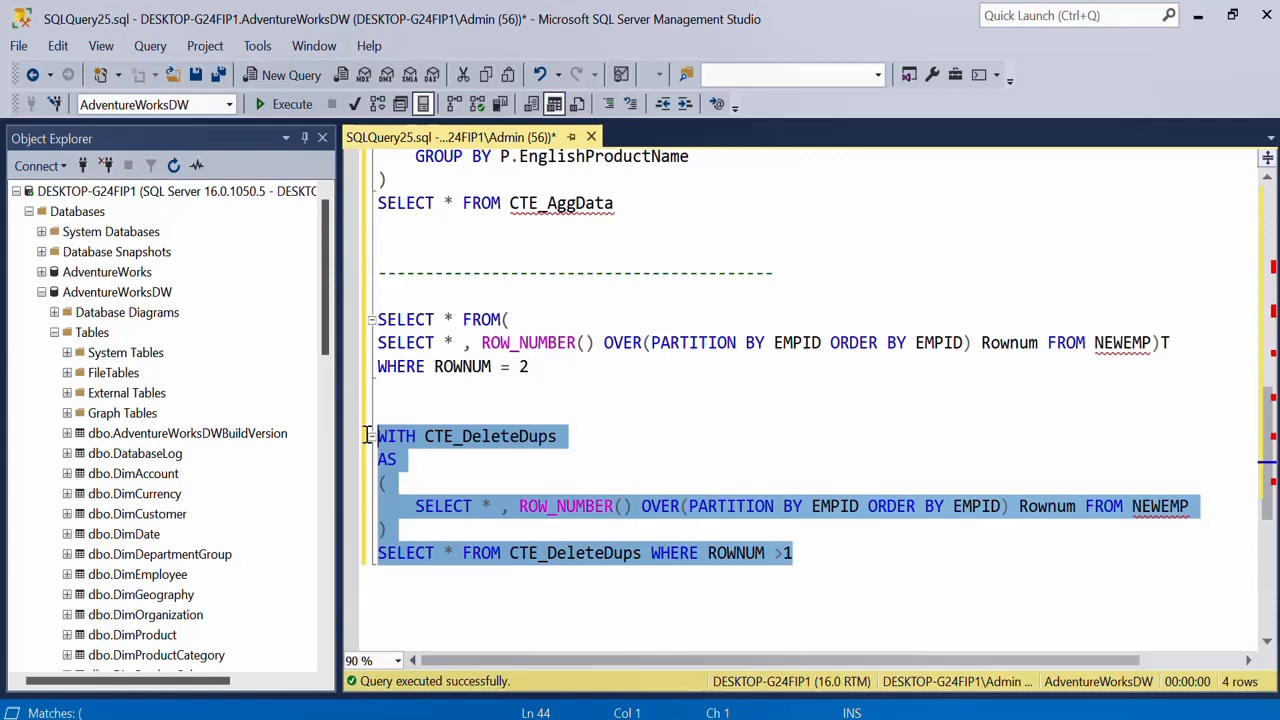 SQLQuery25.sql - DESKTOP-G24FIP1.AdventureWorksDW (DESKTOP-G24FIP1\Admin (56))* - Microsoft SQL Server Management Studio
Quick Launch (Ctrl+Q)
File Edit View Query Project Tools Window Help
New Query
MDX DMX XMLA DAX
AdventureWorksDW
Execute
Object Explorer
SQLQuery25.sql -...24FIP1\Admin (56))*
Connect
DESKTOP-G24FIP1 (SQL Server 16.0.1050.5 - DESKTC
Databases
System Databases
Database Snapshots
AdventureWorks
AdventureWorksDW
Database Diagrams
Tables
System Tables
FileTables
External Tables
Graph Tables
dbo.AdventureWorksDWBuildVersion
dbo.DatabaseLog
dbo.DimAccount
dbo.DimCurrency
dbo.DimCustomer
dbo.DimDate
dbo.DimDepartmentGroup
dbo.DimEmployee
dbo.DimGeography
dbo.DimOrganization
dbo.DimProduct
dbo.DimProductCategory
GROUP BY P.EnglishProductName
)
SELECT * FROM CTE_AggData
------------------------------------------
SELECT * FROM(
SELECT * , ROW_NUMBER() OVER(PARTITION BY EMPID ORDER BY EMPID) Rownum FROM NEWEMP)T
WHERE ROWNUM = 2
WITH CTE_DeleteDups
AS
(
SELECT * , ROW_NUMBER() OVER(PARTITION BY EMPID ORDER BY EMPID) Rownum FROM NEWEMP
)
SELECT * FROM CTE_DeleteDups WHERE ROWNUM >1
90 %
Query executed successfully.
DESKTOP-G24FIP1 (16.0 RTM) DESKTOP-G24FIP1\Admin ... AdventureWorksDW 00:00:00 4 rows
Matches: (
Ln 44 Col 1 Ch 1 INS